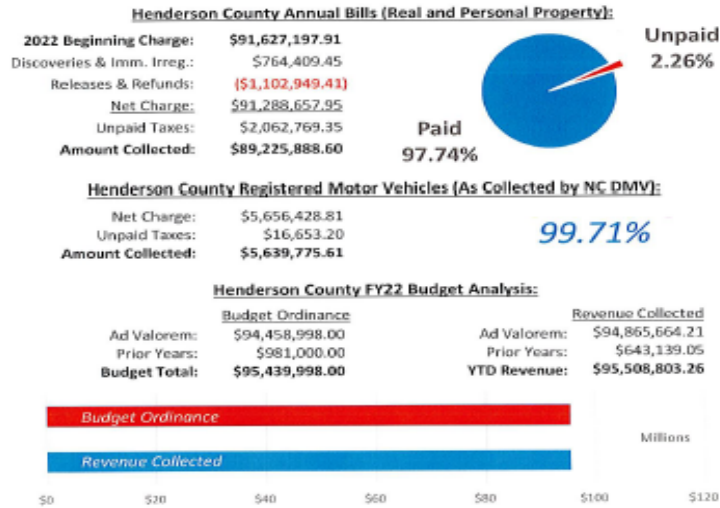 Henderson County Annual Bills (Real and Personal Property):
2022 Beginning Charge: $91,627,197.91
Discoveries & Imm. Irreg.: $764,409.45
Releases & Refunds: ($1,102,949.41)
Net Charge: $91,288,657.95
Unpaid Taxes: $2,062,769.35
Amount Collected: $89,225,888.60
Unpaid
2.26%
Paid
97.74%
Henderson County Registered Motor Vehicles (As Collected by NC DMV):
Net Charge: $5,656,428.81
Unpaid Taxes: $16,653.20
Amount Collected: $5,639,775.61
99.71%
Henderson County FY22 Budget Analysis:
Budget Ordinance Revenue Collected
Ad Valorem: $94,458,998.00 Ad Valorem: $94,865,664.21
Prior Years: $981,000.00 Prior Years: $643,139.05
Budget Total: $95,439,998.00 YTD Revenue: $95,508,803.26
Budget Ordinance
Millions
Revenue Collected
$0 $20 $40 $60 $80 $100 $120